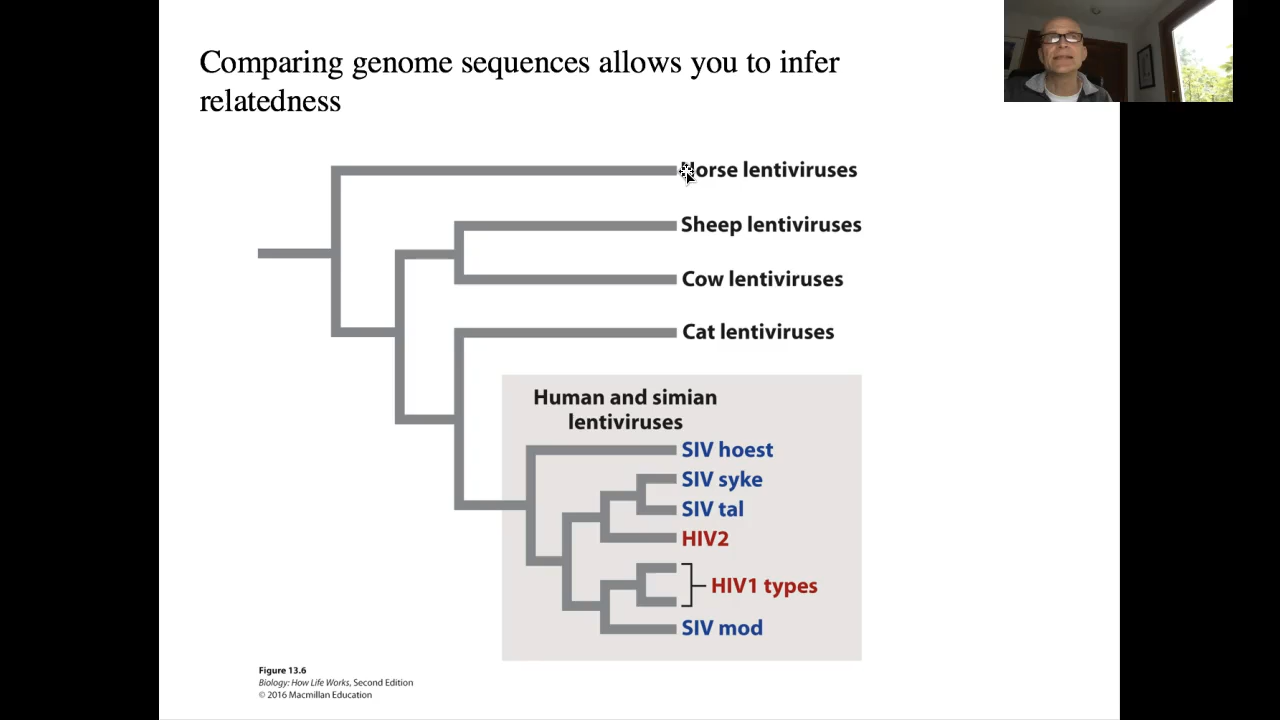 Comparing genome sequences allows you to infer
relatedness
Horse lentiviruses
Sheep lentiviruses
Cow lentiviruses
Cat lentiviruses
Human and simian
lentiviruses
SIV hoest
SIV syke
SIV tal
HIV2
HIV1 types
SIV mod
Figure 13.6
Biology: How Life Works, Second Edition
© 2016 Macmillan Education